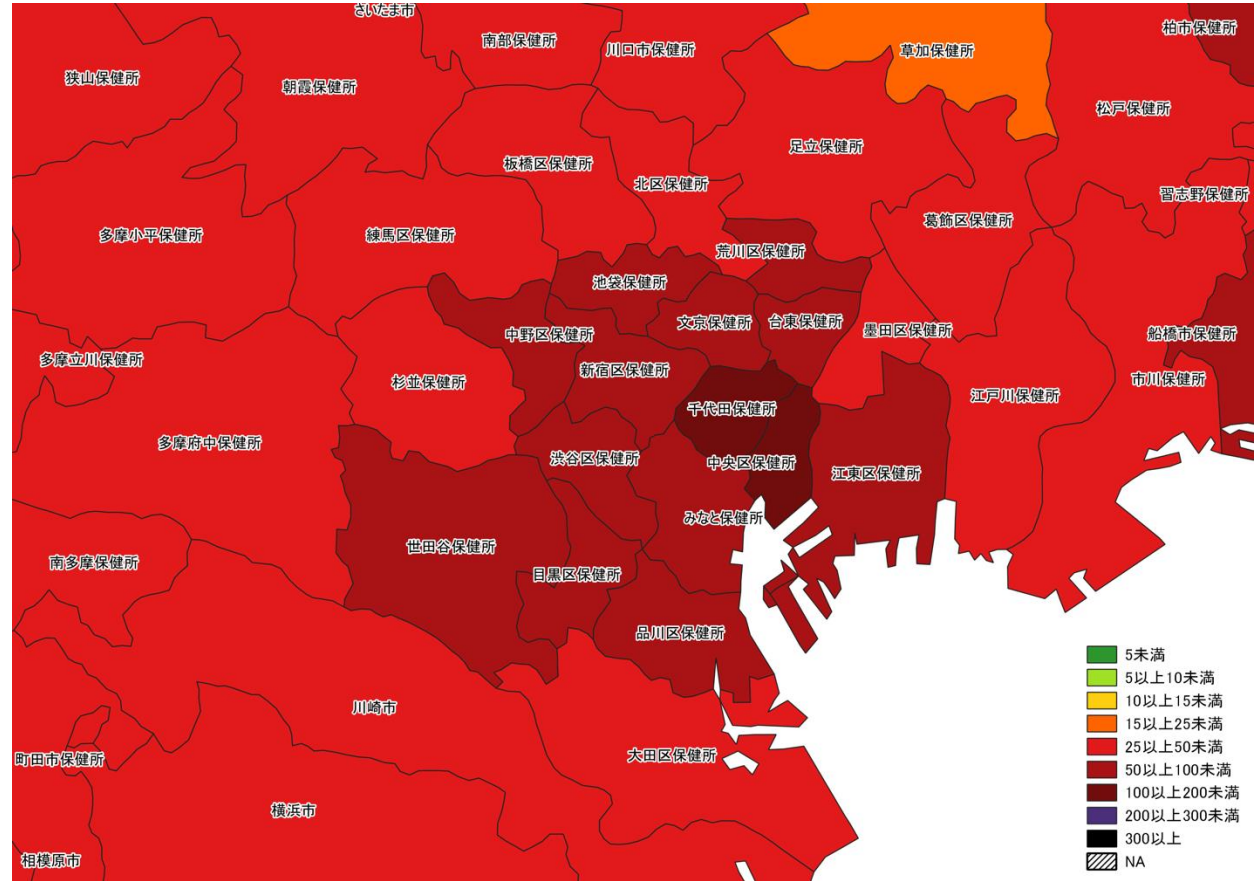 さいたま市
柏市保健所
南部保健所
川口市保健所
草加保健所
狭山保健所
朝霞保健所
松戸保健所
足立保健所
板橋区保健所
北区保健所
習志野保健所
葛飾区保健所
多摩小平保健所
練馬区保健所
荒川区保健所
池袋保健所
文京保健所
台東保健所
墨田区保健所
船橋市保健所
中野区保健所
多摩立川保健所
新宿区保健所
杉並保健所
市川保健所
江戸川保健所
千代田保健所
多摩府中保健所
渋谷区保健所
中央区保健所
江東区保健所
みなと保健所
世田谷保健所
南多摩保健所
目黒区保健所
品川区保健所
川崎市
大田区保健所
町田市保健所
横浜市
相模原市
5未満
5以上10未満
10以上15未満
15以上25未満
25以上50未満
50以上100未満
100以上200未満
200以上300未満
300以上
NA